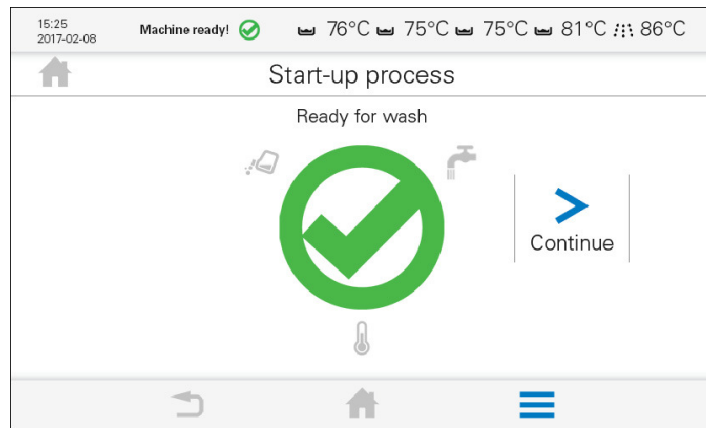 15:25
2017-02-08
Machine ready!
76°C 75°C 75°C 81°C 86°C
Start-up process
Ready for wash
Continue